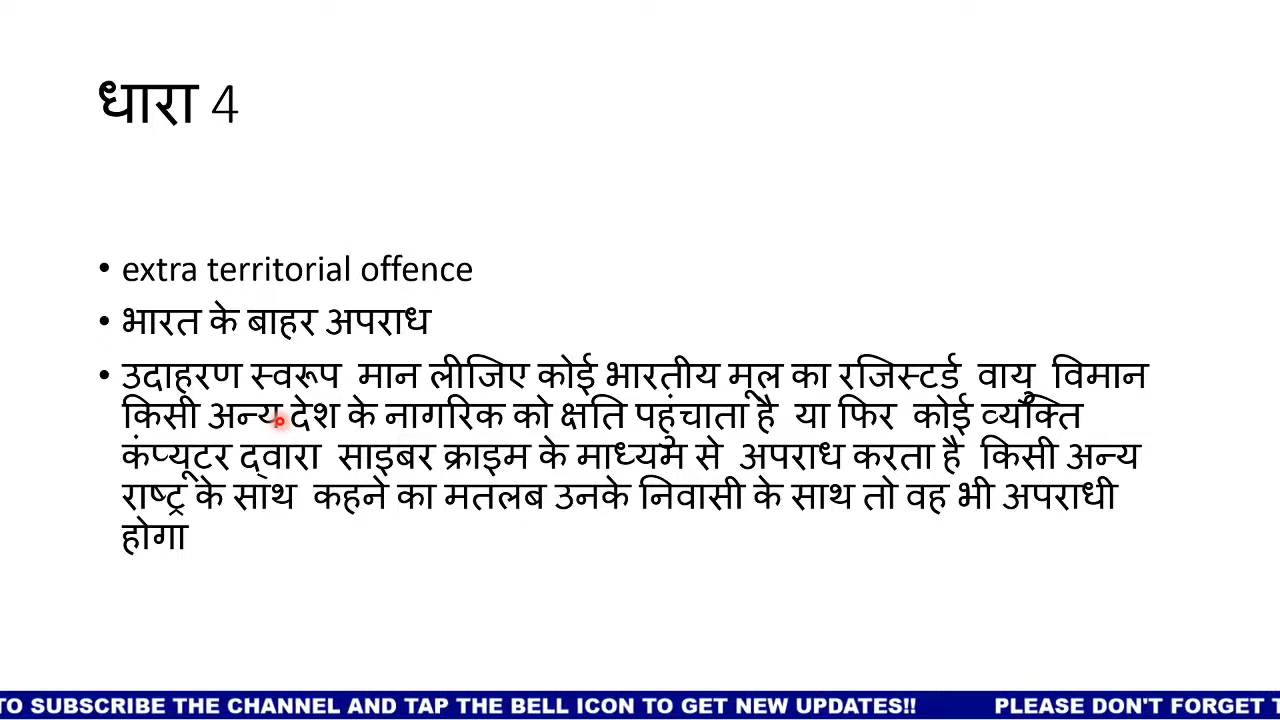 धारा 4
• extra territorial offence
• भारत के बाहर अपराध
• उदाहरण स्वरूप मान लीजिए कोई भारतीय मूल का रजिस्टर्ड वायु विमान
किसी अन्य देश के नागरिक को क्षति पहुंचाता है या फिर कोई व्यक्ति
कंप्यूटर द्वारा साइबर क्राइम के माध्यम से अपराध करता है किसी अन्य
राष्ट्र के साथ कहने का मतलब उनके निवासी के साथ तो वह भी अपराधी
होगा
TO SUBSCRIBE THE CHANNEL AND TAP THE BELL ICON TO GET NEW UPDATES!! PLEASE DON'T FORGET T